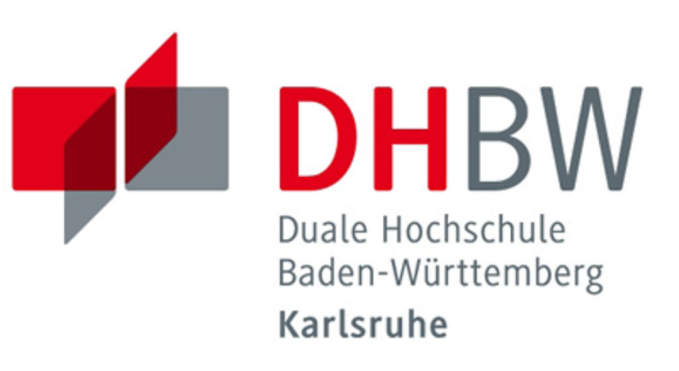 DHBW
Duale Hochschule
Baden-Württemberg
Karlsruhe